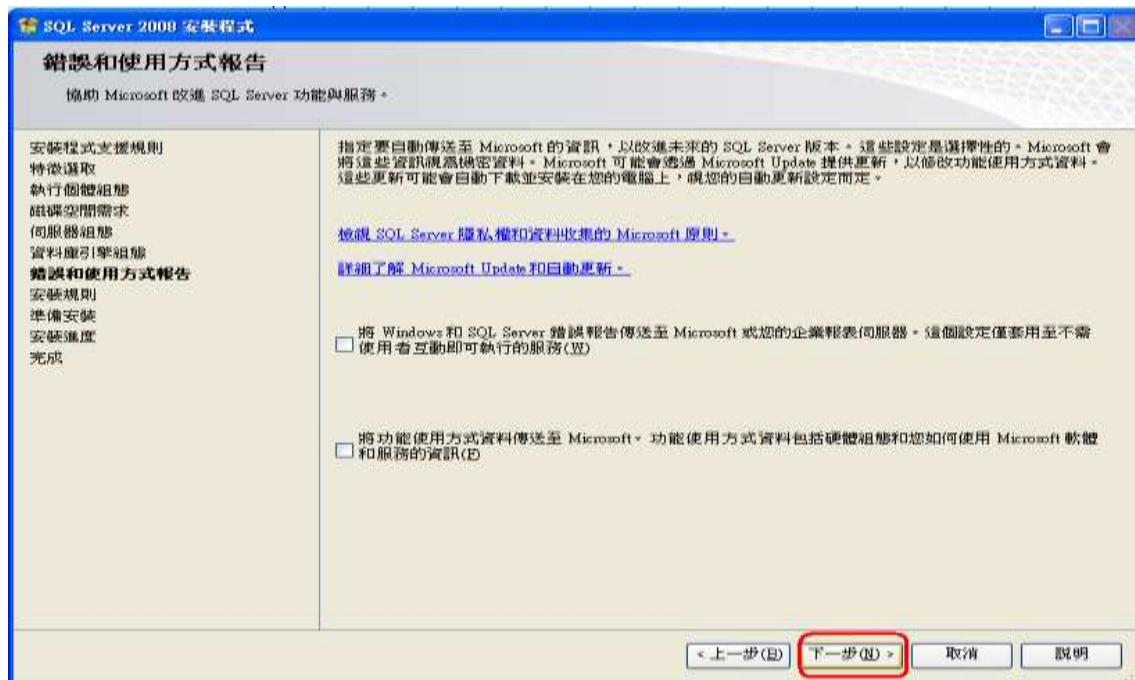 SQL Server 2008 安裝程式
錯誤和使用方式報告
協助 Microsoft 改進 SQL Server 功能與服務。
安裝程式支援規則
特徵選取
執行個體組態
磁碟空間需求
伺服器組態
資料庫引擎組態
錯誤和使用方式報告
安裝規則
準備安裝
安裝進度
完成
指定要自動傳送至 Microsoft 的資訊，以改進未來的 SQL Server 版本。這些設定是選擇性的。Microsoft 會
將這些資訊視為機密資料。Microsoft 可能會透過 Microsoft Update 提供更新，以修改功能使用方式資料。
這些更新可能會自動下載並安裝在您的電腦上，視您的自動更新設定而定。
檢視 SQL Server 隱私權和資料收集的 Microsoft 原則。
詳細了解 Microsoft Update 和自動更新。
將 Windows 和 SQL Server 錯誤報告傳送至 Microsoft 或您的企業報表伺服器。這個設定僅套用至不需
使用者互動即可執行的服務(W)
將功能使用方式資料傳送至 Microsoft。功能使用方式資料包括硬體組態和您如何使用 Microsoft 軟體
和服務的資訊(F)
< 上一步(B)
下一步(N) >
取消
說明